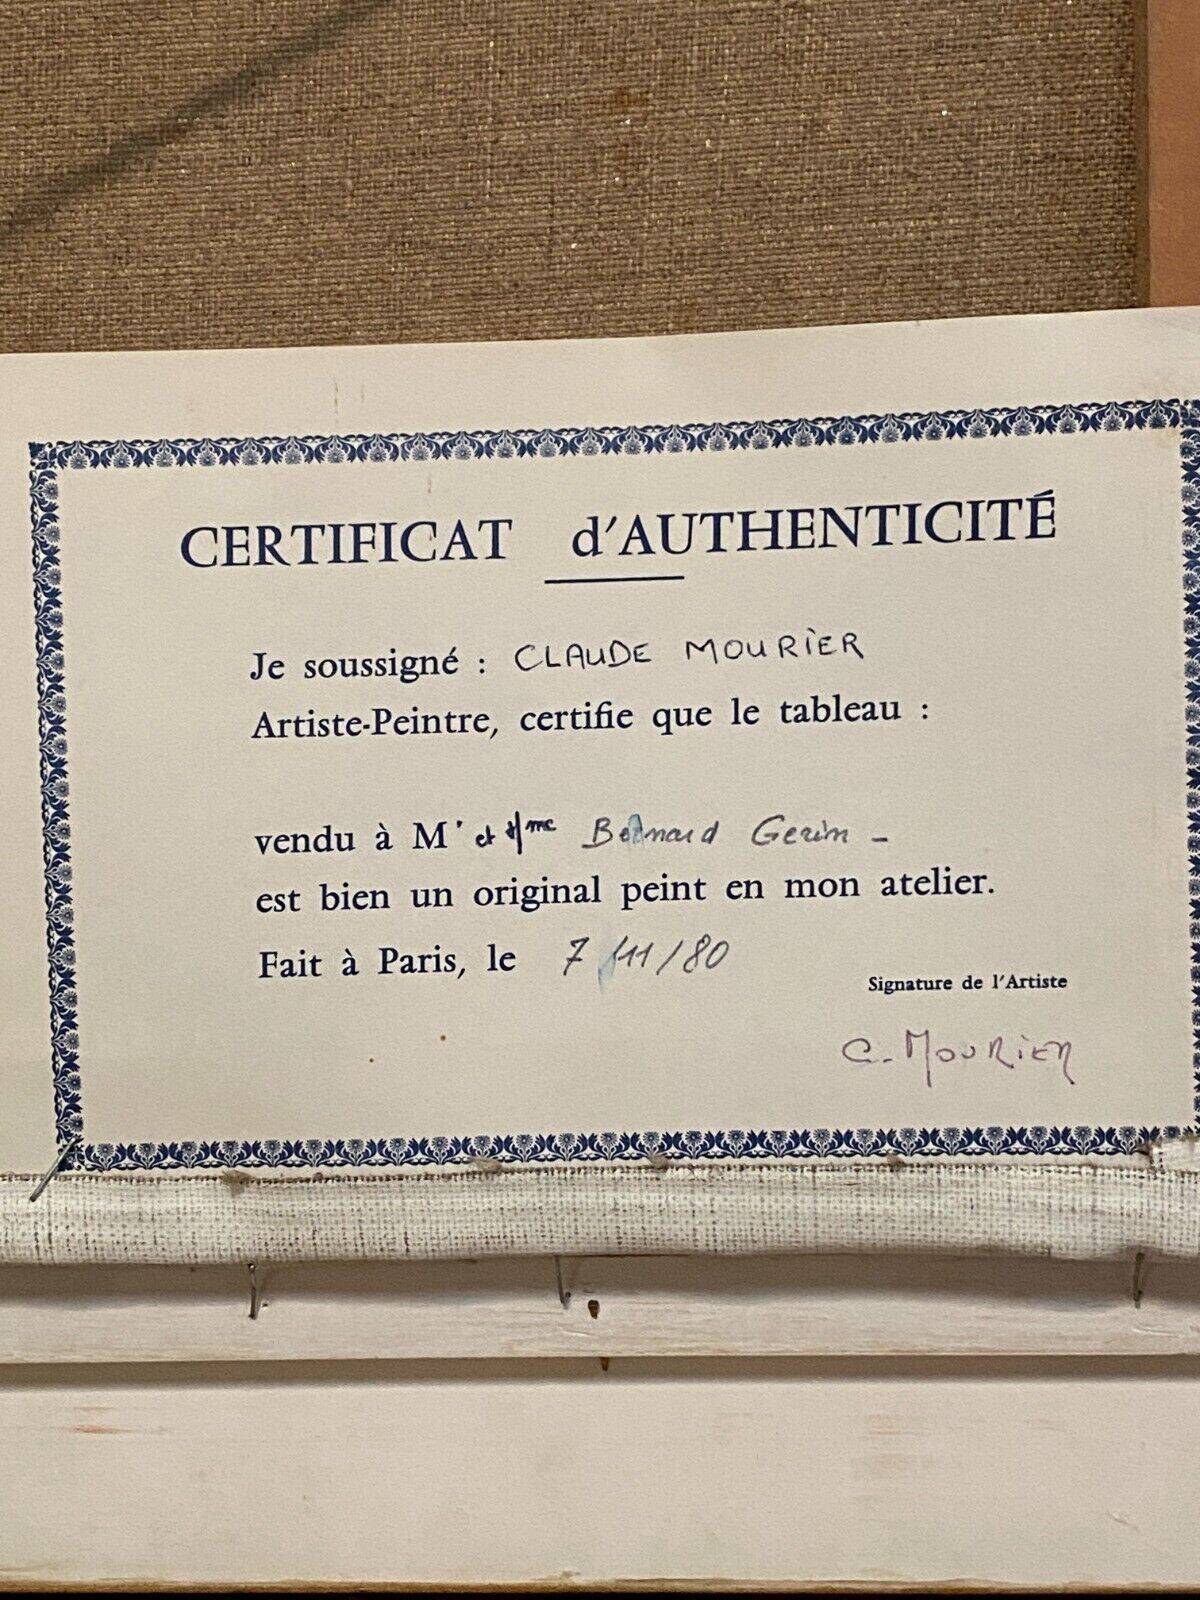 CERTIFICAT d'AUTHENTICITÉ
Je soussigné : CLAUDE MOURIER
Artiste-Peintre, certifie que le tableau :
vendu à Mr et Mme Bernard Gerin -
est bien un original peint en mon atelier.
Fait à Paris, le 7/11/80
Signature de l'Artiste
C. MOURIER